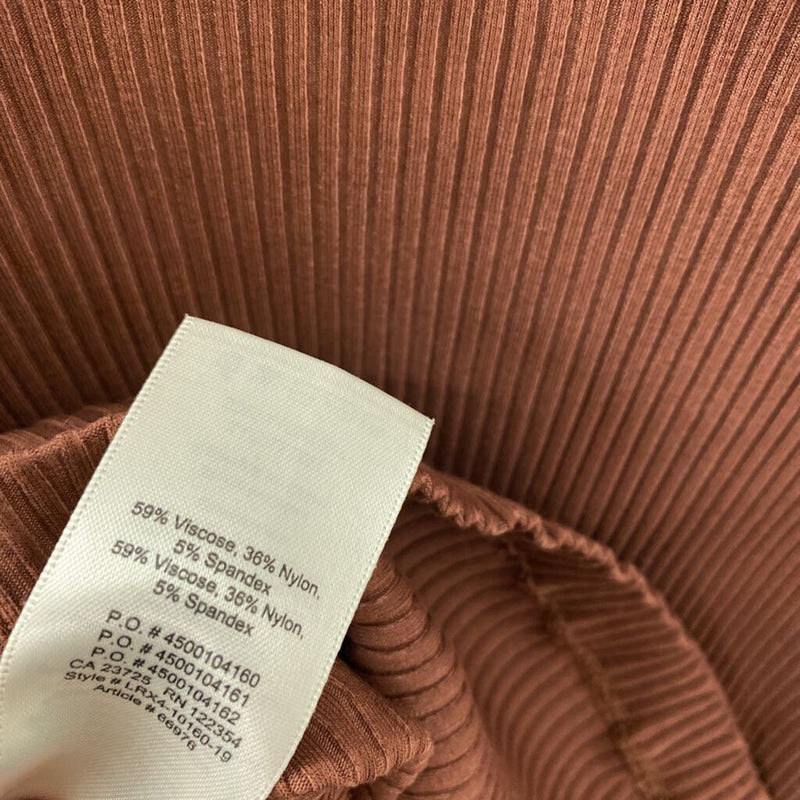 59% Viscose, 36% Nylon,
5% Spandex
59% Viscose, 36% Nylon,
5% Spandex
P.O. # 4500104160
P.O. # 4500104161
P.O. # 4500104162
CA 23725 RN 122354
Style # LRX4-10160-19
Article # 66976